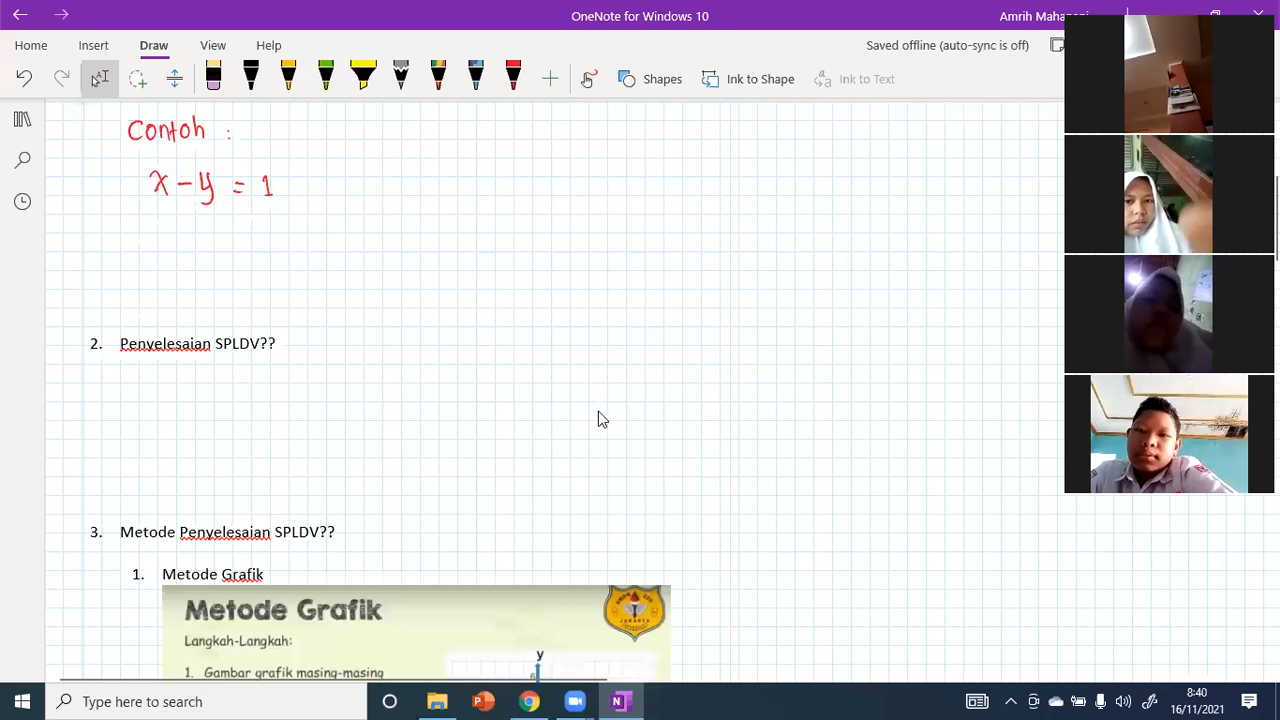 OneNote for Windows 10
Home Insert Draw View Help
Saved offline (auto-sync is off)
Shapes
Ink to Shape
Ink to Text
Contoh :
x - y = 1
2. Penyelesaian SPLDV??
3. Metode Penyelesaian SPLDV??
1. Metode Grafik
Metode Grafik
Langkah-Langkah:
1. Gambar grafik masing-masing
y
6
JAKARTA
Type here to search
8:40
16/11/2021